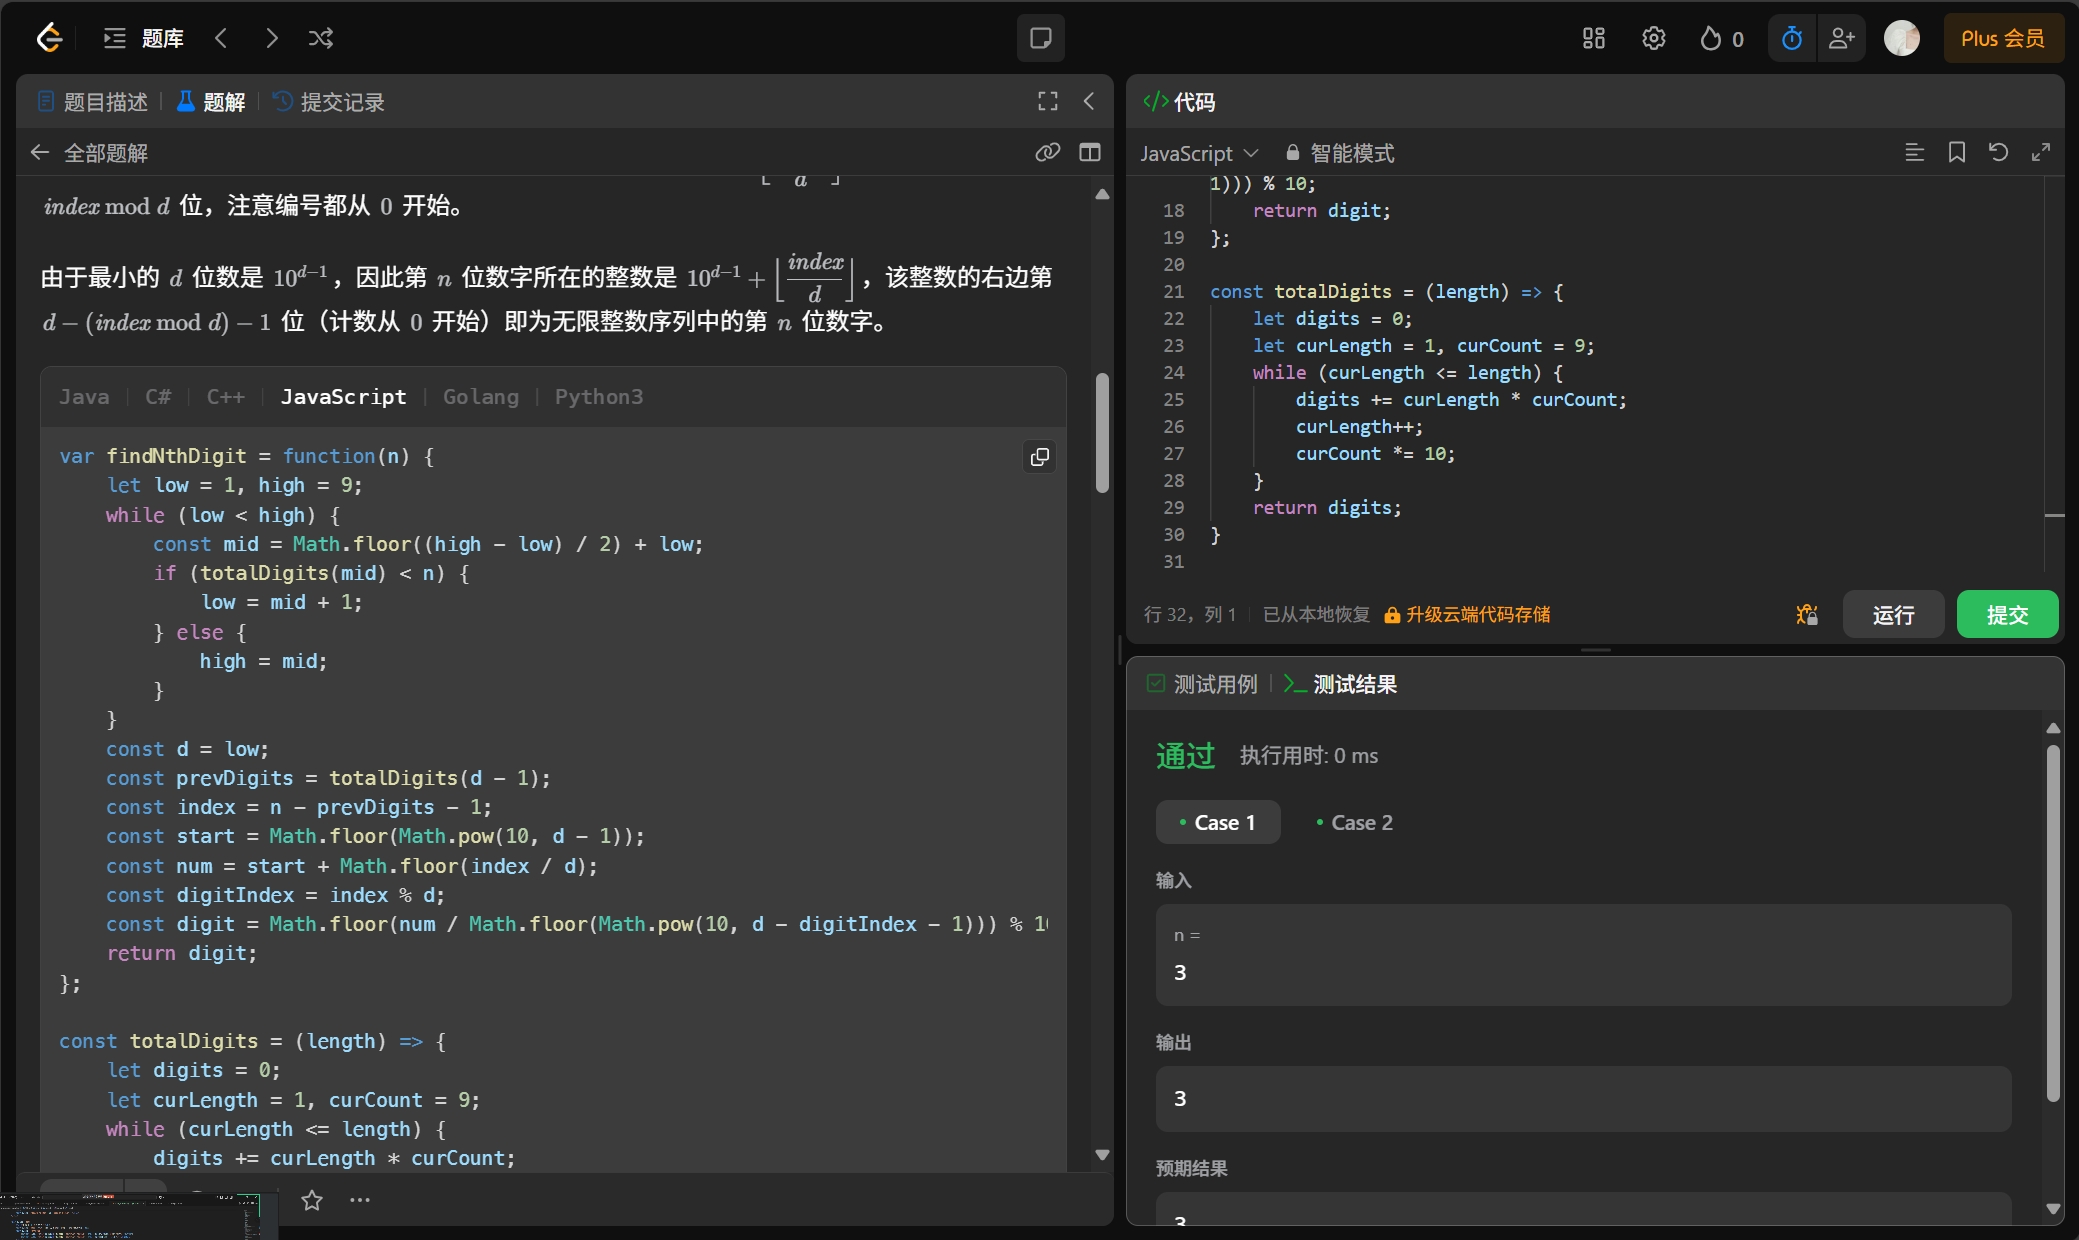 题库
0
Plus 会员
题目描述
题解
提交记录
全部题解
d
index mod d 位，注意编号都从 0 开始。
由于最小的 d 位数是 10^{d−1}，因此第 n 位数字所在的整数是 10^{d−1} + ⌊index/d⌋，该整数的右边第
d − (index mod d) − 1 位（计数从 0 开始）即为无限整数序列中的第 n 位数字。
Java | C# | C++ | JavaScript | Golang | Python3
var findNthDigit = function(n) {
    let low = 1, high = 9;
    while (low < high) {
        const mid = Math.floor((high - low) / 2) + low;
        if (totalDigits(mid) < n) {
            low = mid + 1;
        } else {
            high = mid;
        }
    }
    const d = low;
    const prevDigits = totalDigits(d - 1);
    const index = n - prevDigits - 1;
    const start = Math.floor(Math.pow(10, d - 1));
    const num = start + Math.floor(index / d);
    const digitIndex = index % d;
    const digit = Math.floor(num / Math.floor(Math.pow(10, d - digitIndex - 1))) % 10
    return digit;
};
const totalDigits = (length) => {
    let digits = 0;
    let curLength = 1, curCount = 9;
    while (curLength <= length) {
        digits += curLength * curCount;
</> 代码
JavaScript
智能模式
1))) % 10;
18     return digit;
19 };
20
21 const totalDigits = (length) => {
22     let digits = 0;
23     let curLength = 1, curCount = 9;
24     while (curLength <= length) {
25         digits += curLength * curCount;
26         curLength++;
27         curCount *= 10;
28     }
29     return digits;
30 }
31
行 32，列 1
已从本地恢复
升级云端代码存储
运行
提交
测试用例
测试结果
通过
执行用时: 0 ms
Case 1
Case 2
输入
n =
3
输出
3
预期结果
3